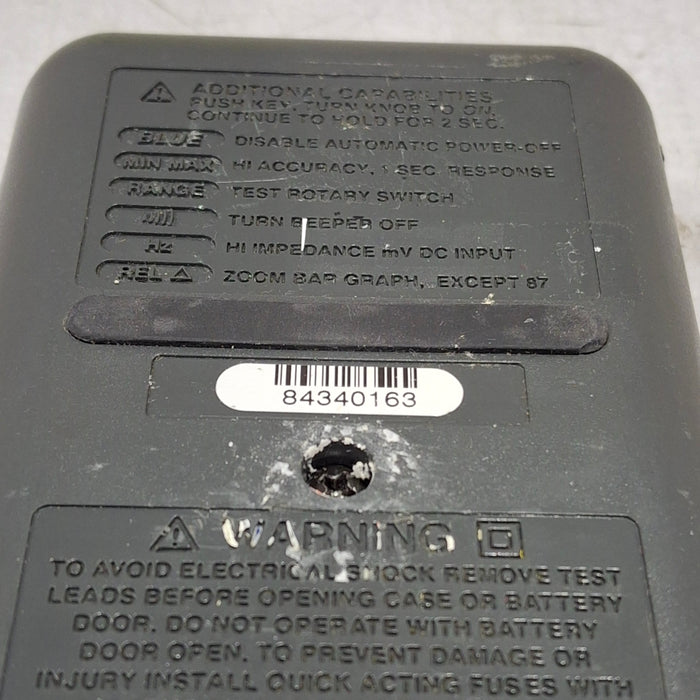 ADDITIONAL CAPABILITIES
PUSH KEY, TURN KNOB TO ON,
CONTINUE TO HOLD FOR 2 SEC.
BLUE DISABLE AUTOMATIC POWER-OFF
MIN MAX HI ACCURACY, 1 SEC. RESPONSE
RANGE TEST ROTARY SWITCH
TURN BEEPER OFF
Hz HI IMPEDANCE mV DC INPUT
REL △ ZOOM BAR GRAPH, EXCEPT 87
84340163
WARNING
TO AVOID ELECTRICAL SHOCK REMOVE TEST
LEADS BEFORE OPENING CASE OR BATTERY
DOOR. DO NOT OPERATE WITH BATTERY
DOOR OPEN. TO PREVENT DAMAGE OR
INJURY INSTALL QUICK ACTING FUSES WITH